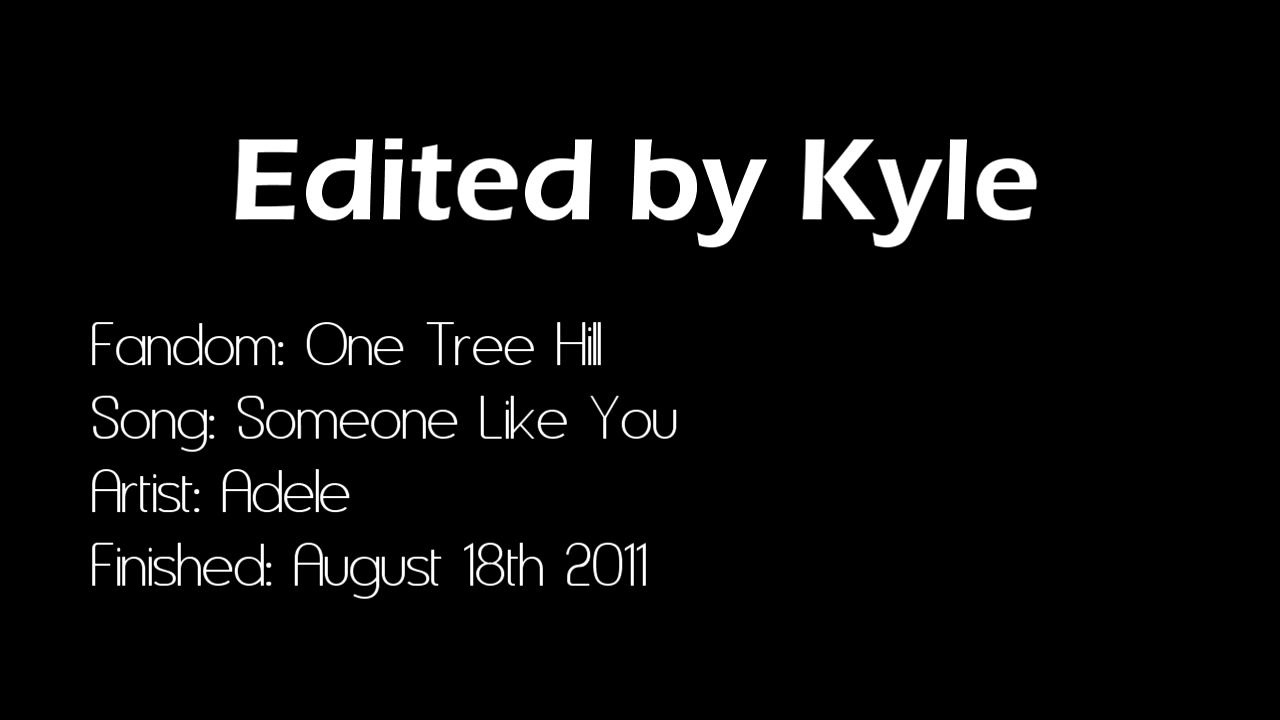 Edited by Kyle
Fandom: One Tree Hill
Song: Someone Like You
Artist: Adele
Finished: August 18th 2011